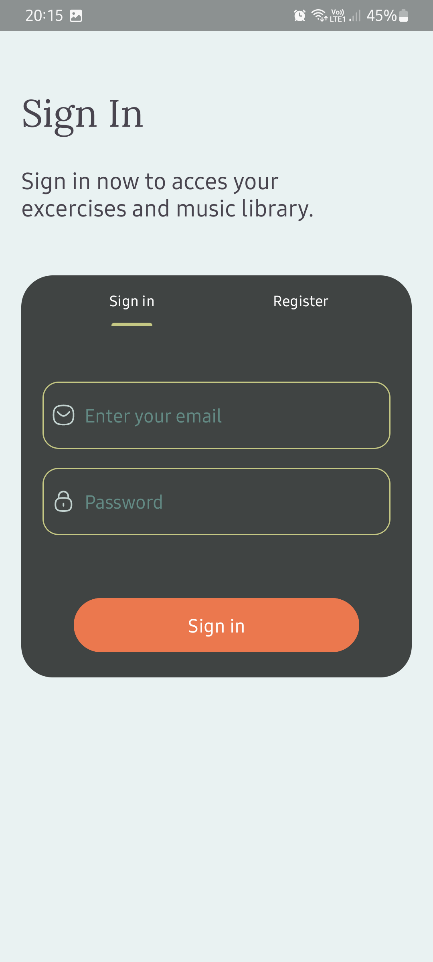 20:15
Vo))
LTE1
45%
Sign In
Sign in now to acces your
excercises and music library.
Sign in
Register
Enter your email
Password
Sign in